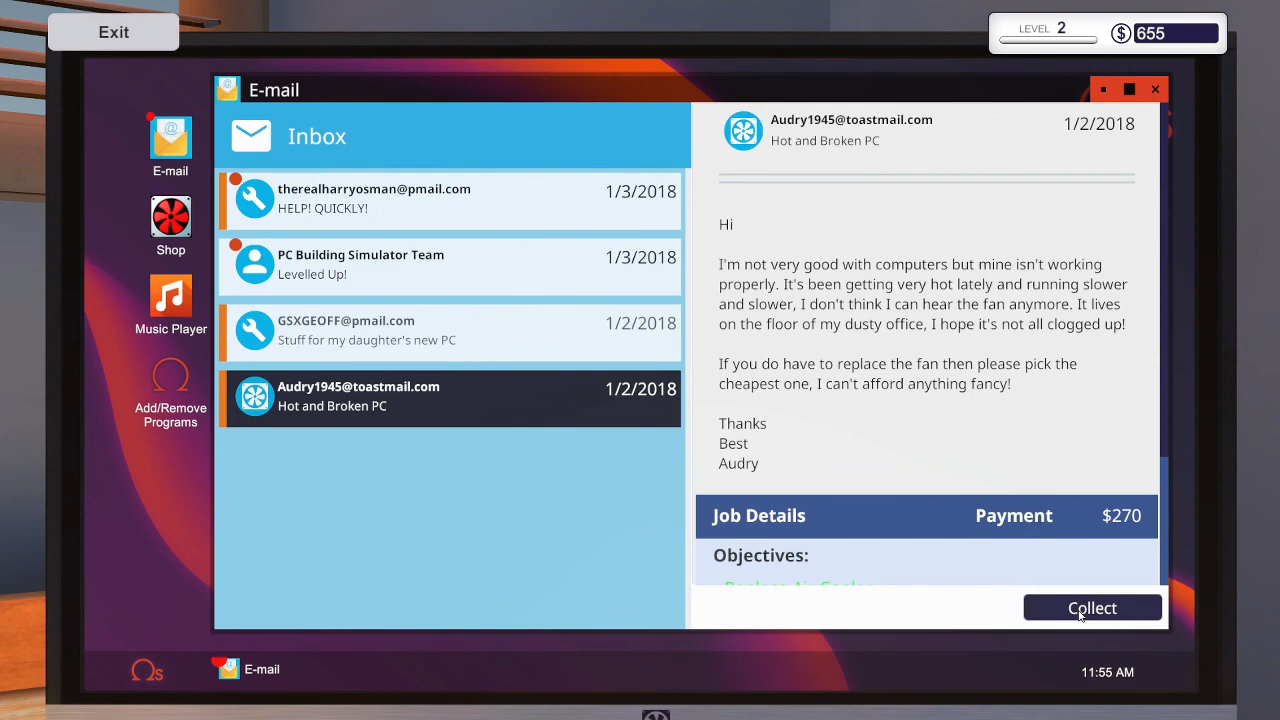 Exit
LEVEL 2
$ 655
E-mail
Inbox
therealharryosman@pmail.com
1/3/2018
HELP! QUICKLY!
PC Building Simulator Team
1/3/2018
Levelled Up!
GSXGEOFF@pmail.com
1/2/2018
Stuff for my daughter's new PC
Audry1945@toastmail.com
1/2/2018
Hot and Broken PC
Audry1945@toastmail.com
1/2/2018
Hot and Broken PC
Hi
I'm not very good with computers but mine isn't working
properly. It's been getting very hot lately and running slower
and slower, I don't think I can hear the fan anymore. It lives
on the floor of my dusty office, I hope it's not all clogged up!
If you do have to replace the fan then please pick the
cheapest one, I can't afford anything fancy!
Thanks
Best
Audry
Job Details
Payment
$270
Objectives:
Collect
E-mail
Shop
Music Player
Add/Remove
Programs
E-mail
11:55 AM